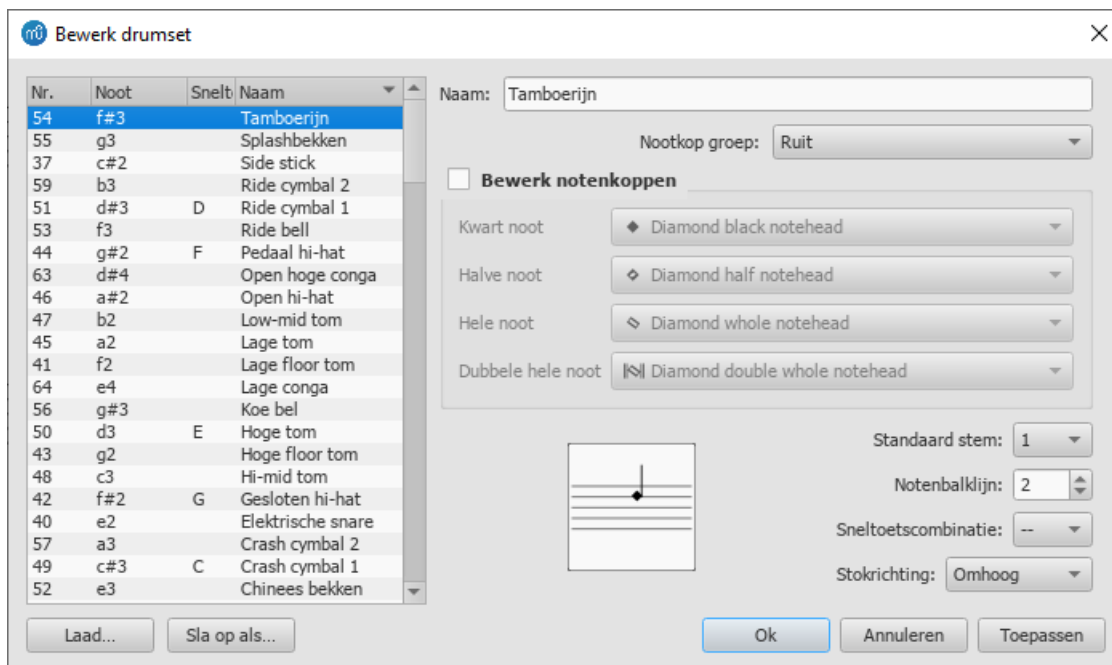 Bewerk drumset
Nr. Noot Snelt Naam
54 f#3 Tamboerijn
55 g3 Splashbekken
37 c#2 Side stick
59 b3 Ride cymbal 2
51 d#3 D Ride cymbal 1
53 f3 Ride bell
44 g#2 F Pedaal hi-hat
63 d#4 Open hoge conga
46 a#2 Open hi-hat
47 b2 Low-mid tom
45 a2 Lage tom
41 f2 Lage floor tom
64 e4 Lage conga
56 g#3 Koe bel
50 d3 E Hoge tom
43 g2 Hoge floor tom
48 c3 Hi-mid tom
42 f#2 G Gesloten hi-hat
40 e2 Elektrische snare
57 a3 Crash cymbal 2
49 c#3 C Crash cymbal 1
52 e3 Chinees bekken
Laad... Sla op als...
Naam: Tamboerijn
Nootkop groep: Ruit
Bewerk notenkoppen
Kwart noot Diamond black notehead
Halve noot Diamond half notehead
Hele noot Diamond whole notehead
Dubbele hele noot Diamond double whole notehead
Standaard stem: 1
Notenbalklijn: 2
Sneltoetscombinatie: --
Stokrichting: Omhoog
Ok Annuleren Toepassen